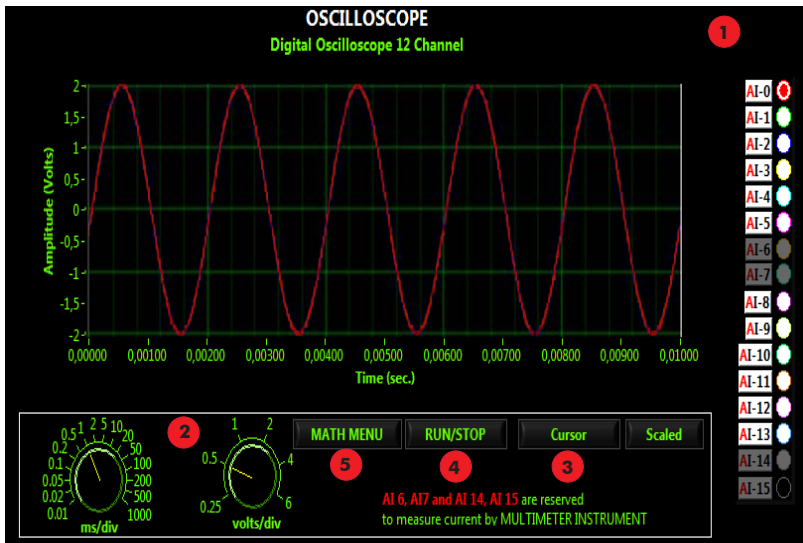 OSCILLOSCOPE
Digital Oscilloscope 12 Channel
1
Amplitude (Volts)
2
1,5
1
0,5
0
-0,5
-1
-1,5
-2
0,00000 0,00100 0,00200 0,00300 0,00400 0,00500 0,00600 0,00700 0,00800 0,00900 0,01000
Time (sec.)
AI-0
AI-1
AI-2
AI-3
AI-4
AI-5
AI-6
AI-7
AI-8
AI-9
AI-10
AI-11
AI-12
AI-13
AI-14
AI-15
2
0.01 0.02 0.05 0.1 0.2 0.5 1 2 5 10 20 50 100 200 500 1000
ms/div
0.25 0.5 1 2 4 6
volts/div
MATH MENU RUN/STOP Cursor Scaled
5 4 3
AI 6, AI7 and AI 14, AI 15 are reserved
to measure current by MULTIMETER INSTRUMENT